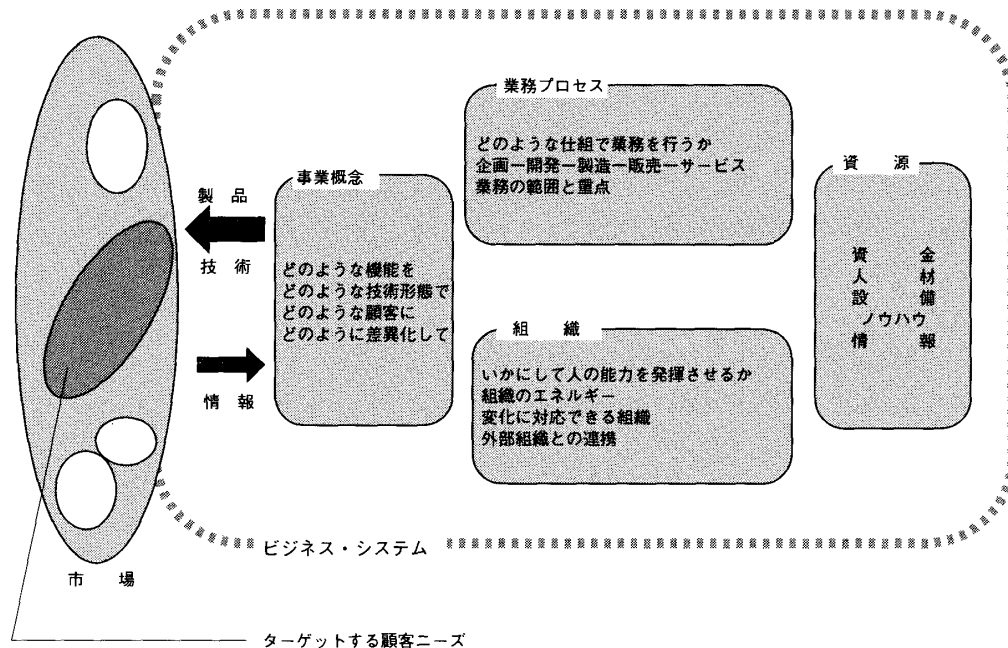 業務プロセス
どのような仕組で業務を行うか
企画ー開発ー製造ー販売ーサービス
業務の範囲と重点
資　源
資　金
人　材
設　備
ノウハウ
情　報
事業概念
どのような機能を
どのような技術形態で
どのような顧客に
どのように差異化して
製　品
技　術
情　報
組　織
いかにして人の能力を発揮させるか
組織のエネルギー
変化に対応できる組織
外部組織との連携
ビジネス・システム
市　場
ターゲットする顧客ニーズ